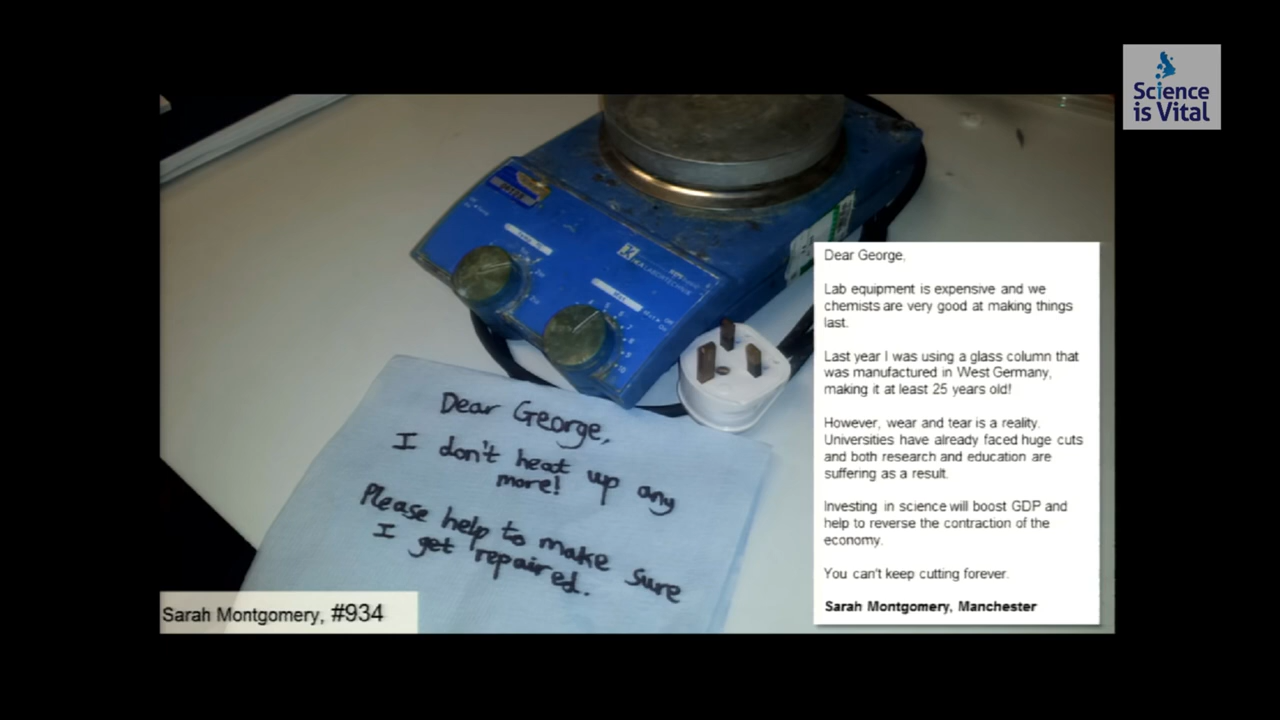 Science
is Vital
Dear George,
I don't heat up any
more!
Please help to make sure
I get repaired.
Dear George,
Lab equipment is expensive and we
chemists are very good at making things
last.
Last year I was using a glass column that
was manufactured in West Germany,
making it at least 25 years old!
However, wear and tear is a reality.
Universities have already faced huge cuts
and both research and education are
suffering as a result.
Investing in science will boost GDP and
help to reverse the contraction of the
economy.
You can't keep cutting forever.
Sarah Montgomery, Manchester
Sarah Montgomery, #934